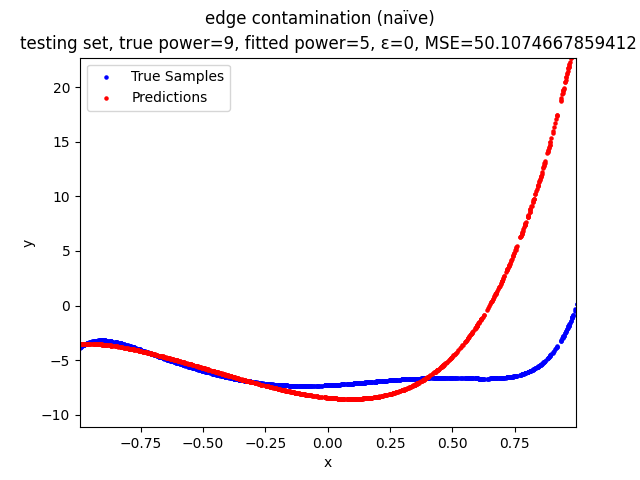 edge contamination (naïve)
testing set, true power=9, fitted power=5, ε=0, MSE=50.1074667859412
True Samples
Predictions
20
15
10
5
0
−5
−10
y
−0.75 −0.50 −0.25 0.00 0.25 0.50 0.75
x